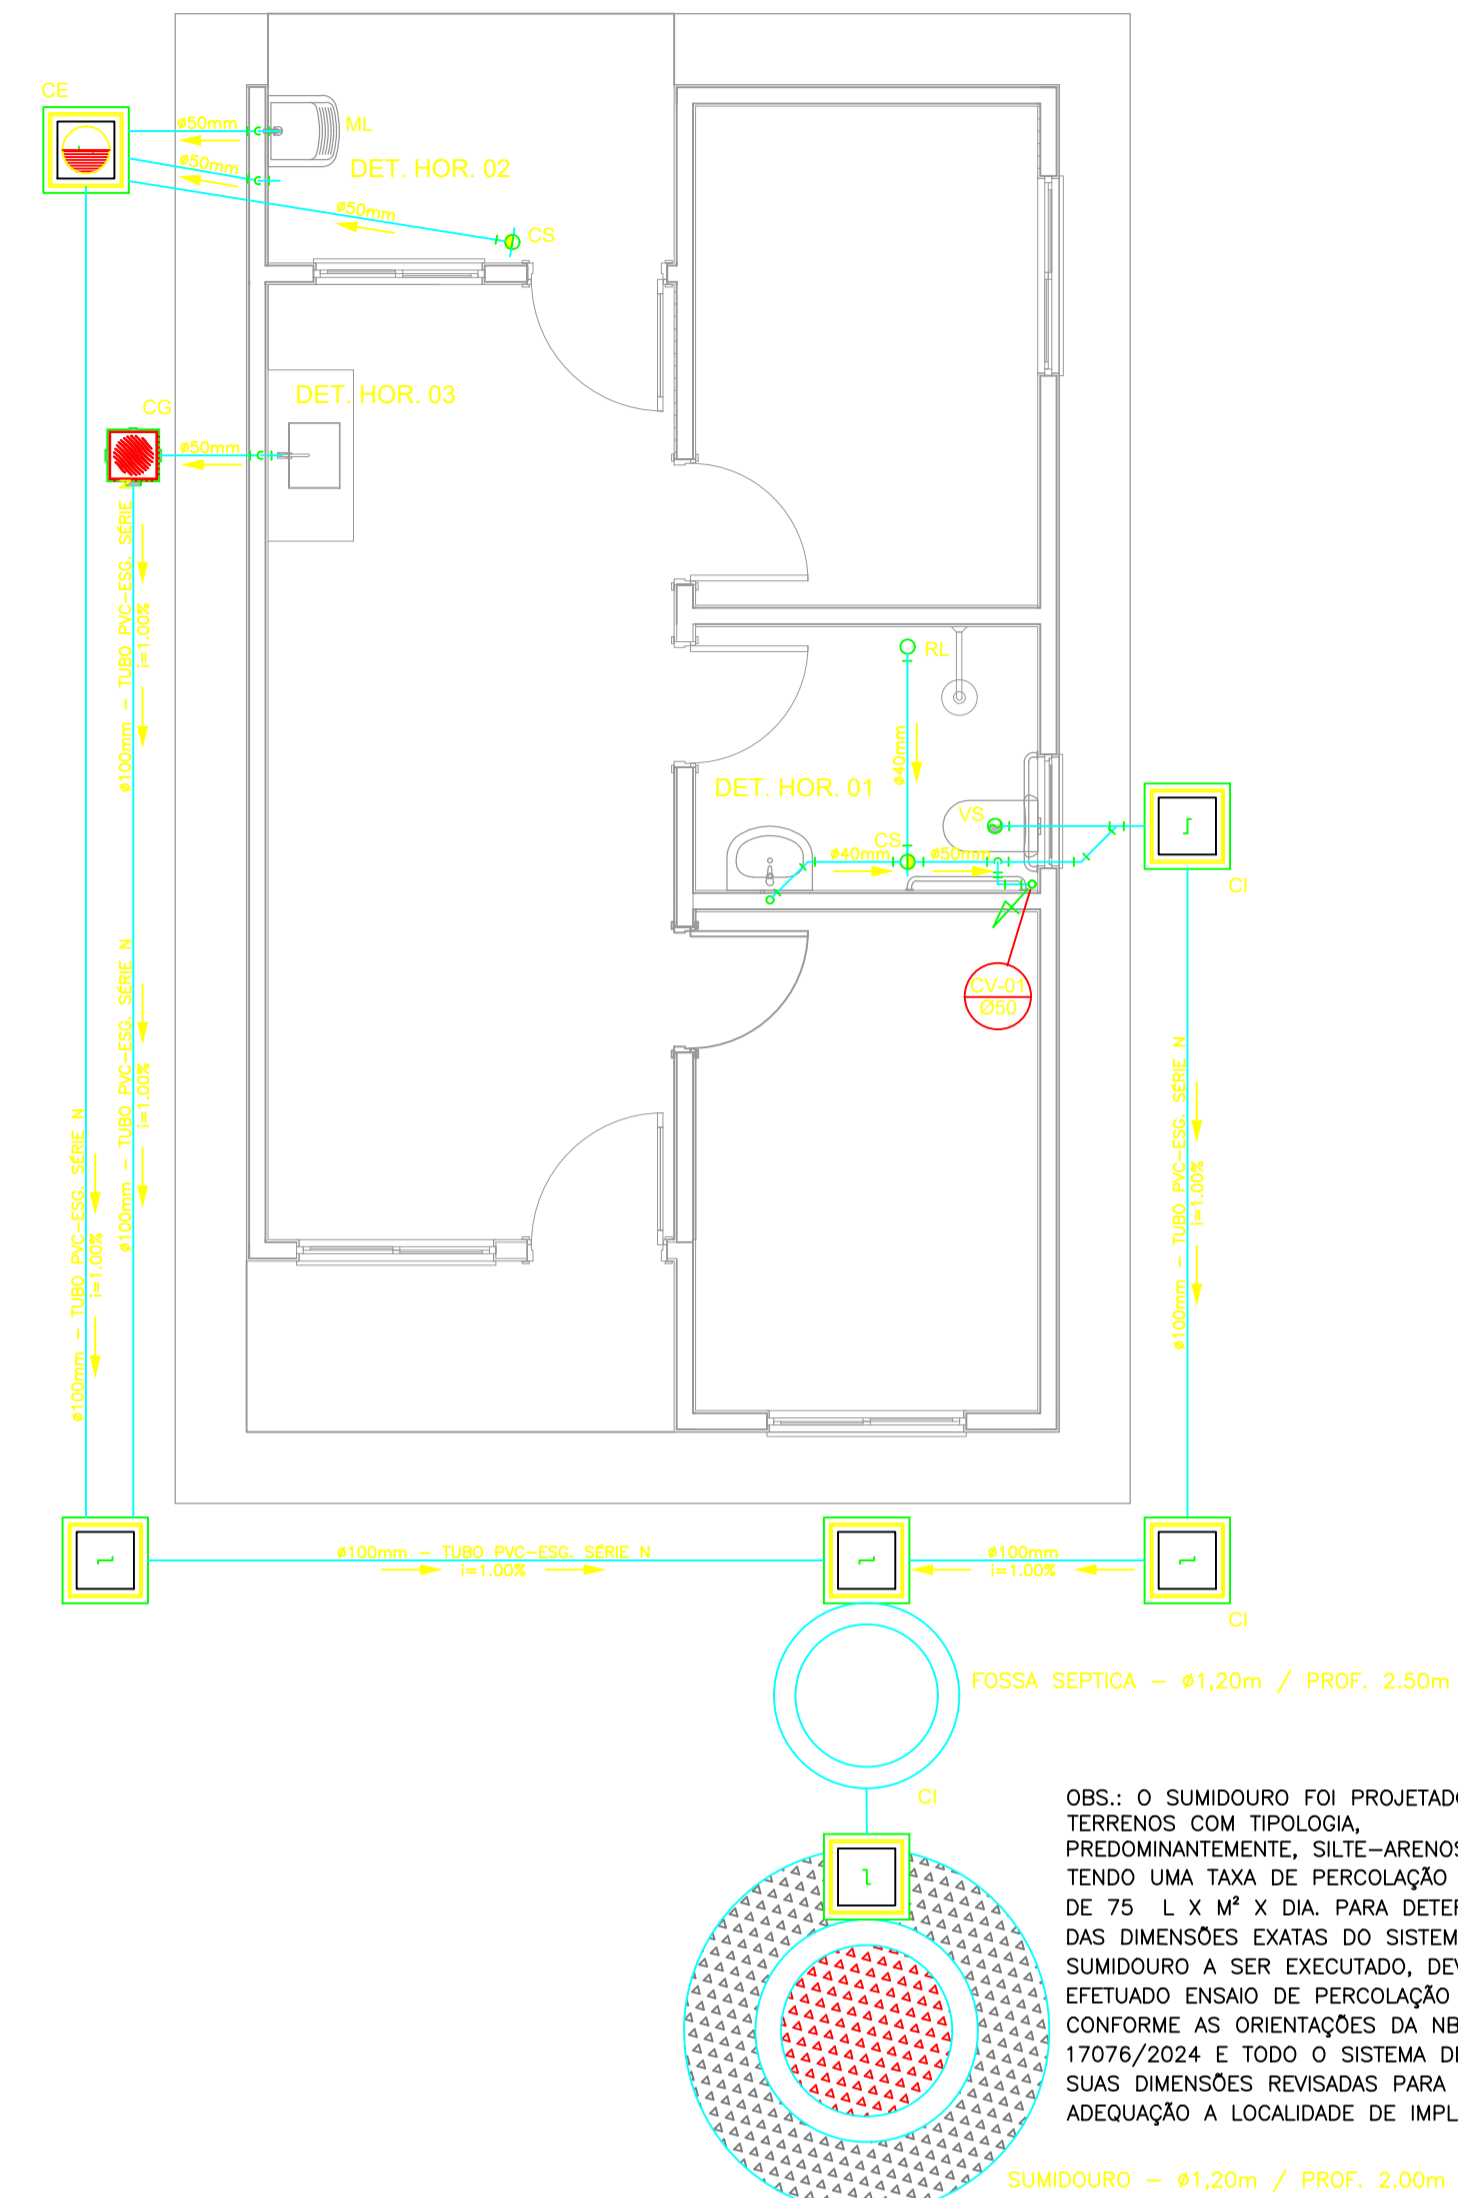 CE
ø50mm
ML
DET. HOR. 02
ø50mm
ø50mm
CS
DET. HOR. 03
CG
ø50mm
ø100mm - TUBO PVC-ESG. SÉRIE N
i=1.00%
RL
ø40mm
DET. HOR. 01
VS
CS
ø40mm
ø50mm
CI
CV-01
Ø50
ø100mm - TUBO PVC-ESG. SÉRIE N
i=1.00%
ø100mm - TUBO PVC-ESG. SÉRIE N
i=1.00%
ø100mm - TUBO PVC-ESG. SÉRIE N
i=1.00%
ø100mm - TUBO PVC-ESG. SÉRIE N
i=1.00%
ø100mm
i=1.00%
CI
FOSSA SEPTICA - ø1,20m / PROF. 2.50m
CI
OBS.: O SUMIDOURO FOI PROJETADO
TERRENOS COM TIPOLOGIA,
PREDOMINANTEMENTE, SILTE-ARENOS
TENDO UMA TAXA DE PERCOLAÇÃO
DE 75 L X M² X DIA. PARA DETER
DAS DIMENSÕES EXATAS DO SISTEM
SUMIDOURO A SER EXECUTADO, DEV
EFETUADO ENSAIO DE PERCOLAÇÃO
CONFORME AS ORIENTAÇÕES DA NB
17076/2024 E TODO O SISTEMA DE
SUAS DIMENSÕES REVISADAS PARA
ADEQUAÇÃO A LOCALIDADE DE IMPL
SUMIDOURO - ø1,20m / PROF. 2.00m